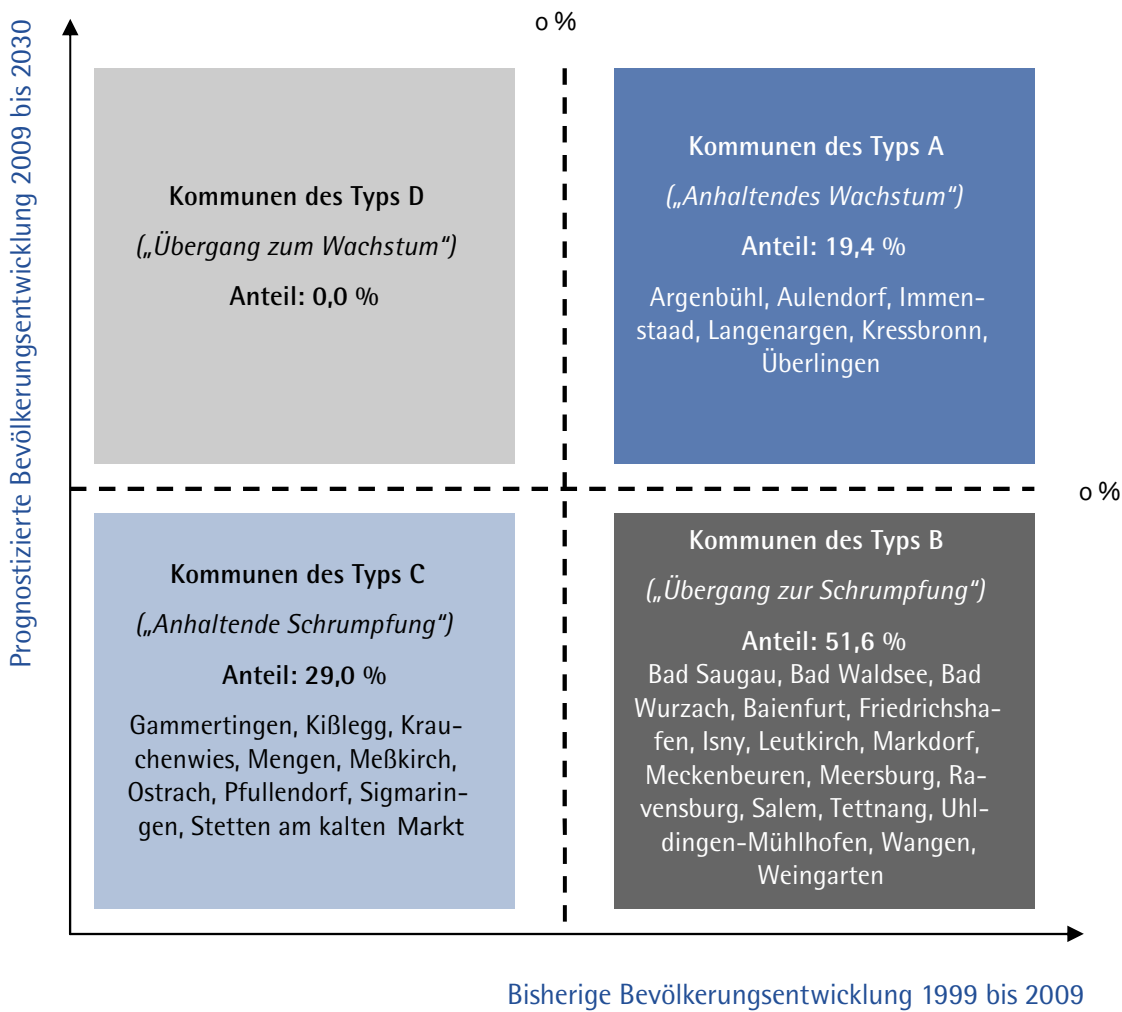 Prognostizierte Bevölkerungsentwicklung 2009 bis 2030
0 %
Kommunen des Typs D
(„Übergang zum Wachstum“)
Anteil: 0,0 %
Kommunen des Typs A
(„Anhaltendes Wachstum“)
Anteil: 19,4 %
Argenbühl, Aulendorf, Immen-
staad, Langenargen, Kressbronn,
Überlingen
0 %
Kommunen des Typs C
(„Anhaltende Schrumpfung“)
Anteil: 29,0 %
Gammertingen, Kißlegg, Krau-
chenwies, Mengen, Meßkirch,
Ostrach, Pfullendorf, Sigmarin-
gen, Stetten am kalten Markt
Kommunen des Typs B
(„Übergang zur Schrumpfung“)
Anteil: 51,6 %
Bad Saugau, Bad Waldsee, Bad
Wurzach, Baienfurt, Friedrichsha-
fen, Isny, Leutkirch, Markdorf,
Meckenbeuren, Meersburg, Ra-
vensburg, Salem, Tettnang, Uhl-
dingen-Mühlhofen, Wangen,
Weingarten
Bisherige Bevölkerungsentwicklung 1999 bis 2009